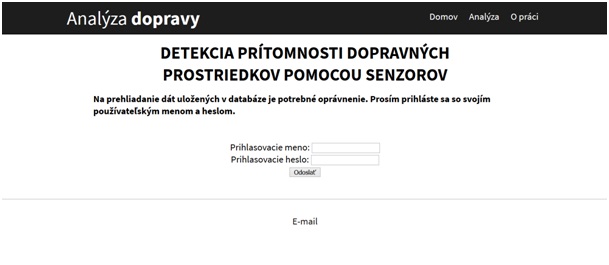 Analýza dopravy
Domov Analýza O práci
DETEKCIA PRÍTOMNOSTI DOPRAVNÝCH
PROSTRIEDKOV POMOCOU SENZOROV
Na prehliadanie dát uložených v databáze je potrebné oprávnenie. Prosím prihláste sa so svojím
používateľským menom a heslom.
Prihlasovacie meno:
Prihlasovacie heslo:
Odoslať
E-mail